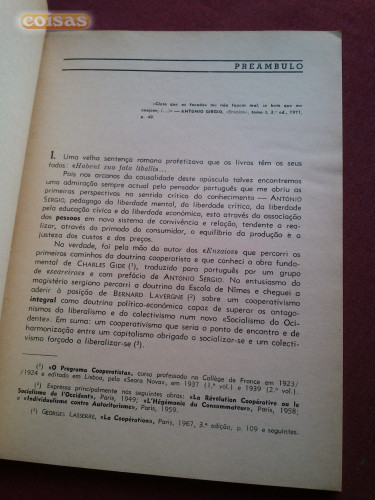 coisas
PREÂMBULO
«Claro que as facadas me não fazem mal, se bem que me
enojem, (...)» — ANTÓNIO SÉRGIO, «Ensaios», tomo I, 2.ª ed., 1971,
p. 40.
I. Uma velha sentença romana profetizava que os livros têm os seus
fados: «Habent sua fata libelli»...
Pois nos arcanos da causalidade deste opúsculo talvez encontremos
uma admiração sempre actual pelo pensador português que me abriu as
primeiras perspectivas no sentido crítico do conhecimento — ANTÓNIO
SÉRGIO, pedagogo da liberdade mental, da liberdade crítica, da liberdade
pela educação cívica e da liberdade económica, esta através da associação
das pessoas em novo sistema de convivência e relação, tendente a rea-
lizar, através do primado do consumidor, o equilíbrio da produção e a
justeza dos custos e dos preços.
Na verdade, foi pela mão do autor dos «Ensaios» que percorri os
primeiros caminhos da doutrina cooperatista e que conheci a obra funda-
mental de CHARLES GIDE (¹), traduzido para português por um grupo
de «seareiros» e com prefácio de ANTÓNIO SÉRGIO. No entusiasmo do
magistério sergiano percorri a doutrina da Escola de Nîmes e cheguei a
aderir à posição de BERNARD LAVERGNE (²) sobre um cooperativismo
integral como doutrina político-económica capaz de superar os antago-
nismos do liberalismo e do colectivismo num novo «Socialismo do Oci-
dente». Em suma: um cooperativismo que seria o ponto de encontro e de
harmonização entre um capitalismo obrigado a socializar-se e um colecti-
vismo forçado a liberalizar-se (³).
(¹) «O Programa Cooperatista», curso professado no Collège de France em 1923/
/1924 e editado em Lisboa, pela «Seara Nova», em 1937 (1.º vol.) e 1939 (2.º vol.).
(²) Expressa principalmente nas seguintes obras: «La Révolution Coopérative ou le
Socialisme de l'Occident», Paris, 1949; «L'Hégémonie du Consommateur», Paris, 1958;
e «Individualisme contra Autoritarisme», Paris, 1959.
(³) GEORGES LASSERRE, «La Coopération», Paris, 1967, 3.ª edição, p. 109 e seguintes.